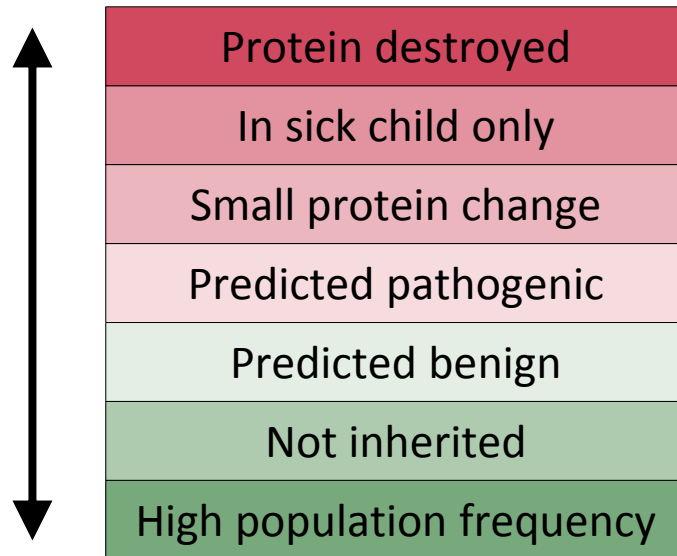 Protein destroyed
In sick child only
Small protein change
Predicted pathogenic
Predicted benign
Not inherited
High population frequency